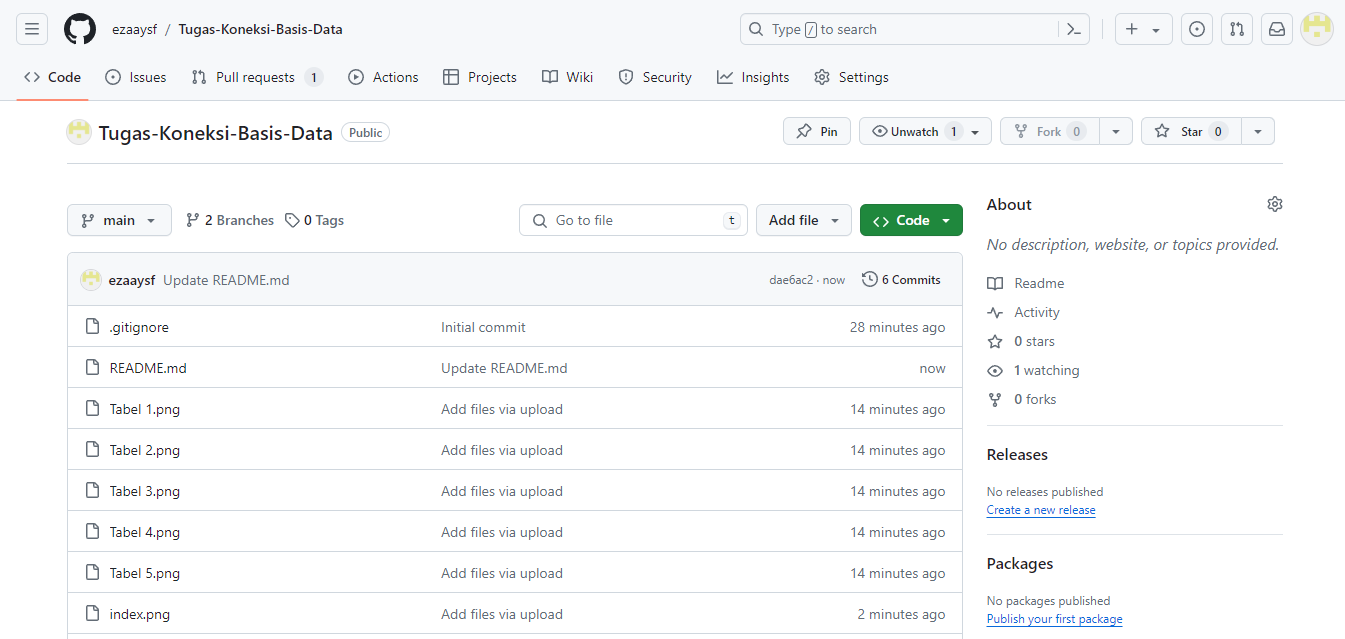 ezaaysf / Tugas-Koneksi-Basis-Data
Type / to search
Code Issues Pull requests 1 Actions Projects Wiki Security Insights Settings
Tugas-Koneksi-Basis-Data Public
Pin Unwatch 1 Fork 0 Star 0
main 2 Branches 0 Tags Go to file t Add file Code
ezaaysf Update README.md dae6ac2 · now 6 Commits
.gitignore Initial commit 28 minutes ago
README.md Update README.md now
Tabel 1.png Add files via upload 14 minutes ago
Tabel 2.png Add files via upload 14 minutes ago
Tabel 3.png Add files via upload 14 minutes ago
Tabel 4.png Add files via upload 14 minutes ago
Tabel 5.png Add files via upload 14 minutes ago
index.png Add files via upload 2 minutes ago
About
No description, website, or topics provided.
Readme
Activity
0 stars
1 watching
0 forks
Releases
No releases published
Create a new release
Packages
No packages published
Publish your first package